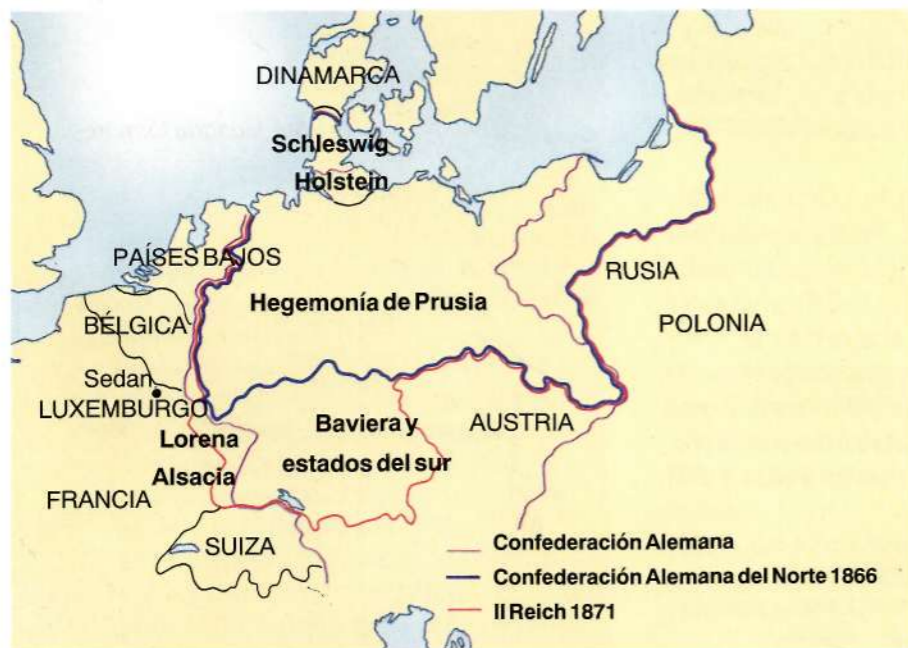 DINAMARCA
Schleswig
Holstein
PAÍSES BAJOS
RUSIA
Hegemonía de Prusia
POLONIA
BÉLGICA
Sedan
LUXEMBURGO
AUSTRIA
Baviera y
estados del sur
Lorena
Alsacia
FRANCIA
SUIZA
Confederación Alemana
Confederación Alemana del Norte 1866
II Reich 1871